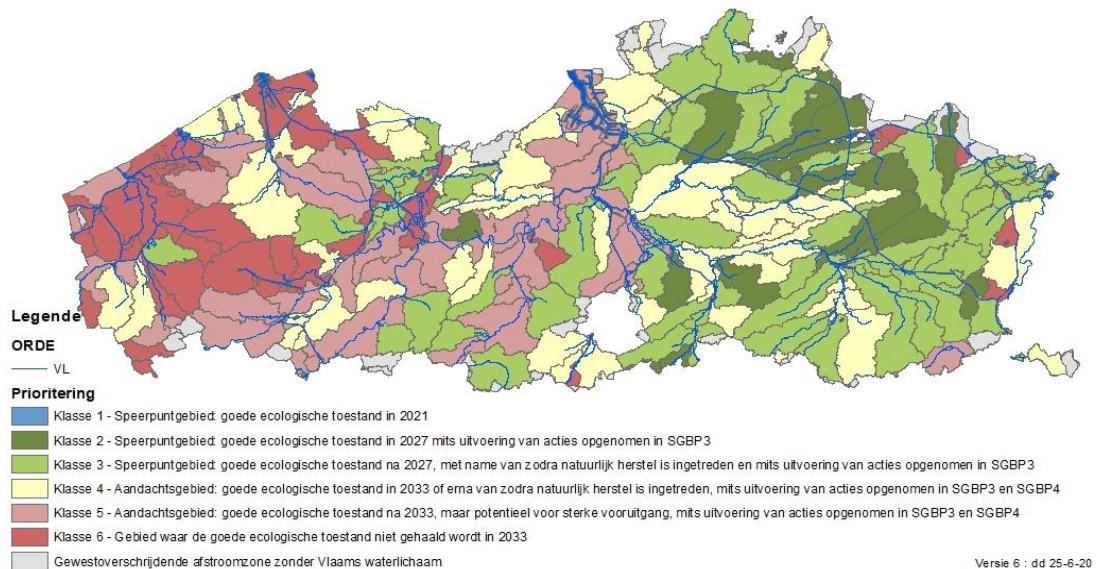 Legende
ORDE
VL
Prioritering
Klasse 1 - Speerpuntgebied: goede ecologische toestand in 2021
Klasse 2 - Speerpuntgebied: goede ecologische toestand in 2027 mits uitvoering van acties opgenomen in SGBP3
Klasse 3 - Speerpuntgebied: goede ecologische toestand na 2027, met name van zodra natuurlijk herstel is ingetreden en mits uitvoering van acties opgenomen in SGBP3
Klasse 4 - Aandachtsgebied: goede ecologische toestand in 2033 of erna van zodra natuurlijk herstel is ingetreden, mits uitvoering van acties opgenomen in SGBP3 en SGBP4
Klasse 5 - Aandachtsgebied: goede ecologische toestand na 2033, maar potentieel voor sterke vooruitgang, mits uitvoering van acties opgenomen in SGBP3 en SGBP4
Klasse 6 - Gebied waar de goede ecologische toestand niet gehaald wordt in 2033
Gewestoverschrijdende afstroomzone zonder Vlaams waterlichaam
Versie 6 : dd 25-6-20